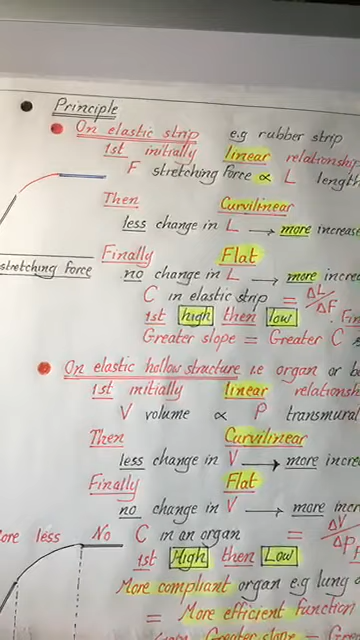 Principle
On elastic strip e.g rubber strip
1st initially linear relationship
F stretching force ∝ L length
Then Curvilinear
less change in L → more increase
Finally Flat
stretching force
no change in L → more incre
C in elastic strip = ΔL/ΔF
1st high then low
Greater slope = Greater C
On elastic hollow structure i.e organ or b
1st initially linear relationsh
V volume ∝ P transmural
Then Curvilinear
less change in V → more incre
Finally Flat
no change in V → more incr
ore less No
C in an organ = ΔV/ΔP
1st High then Low
More compliant organ e.g lung
= More efficient function
Greater slope = G